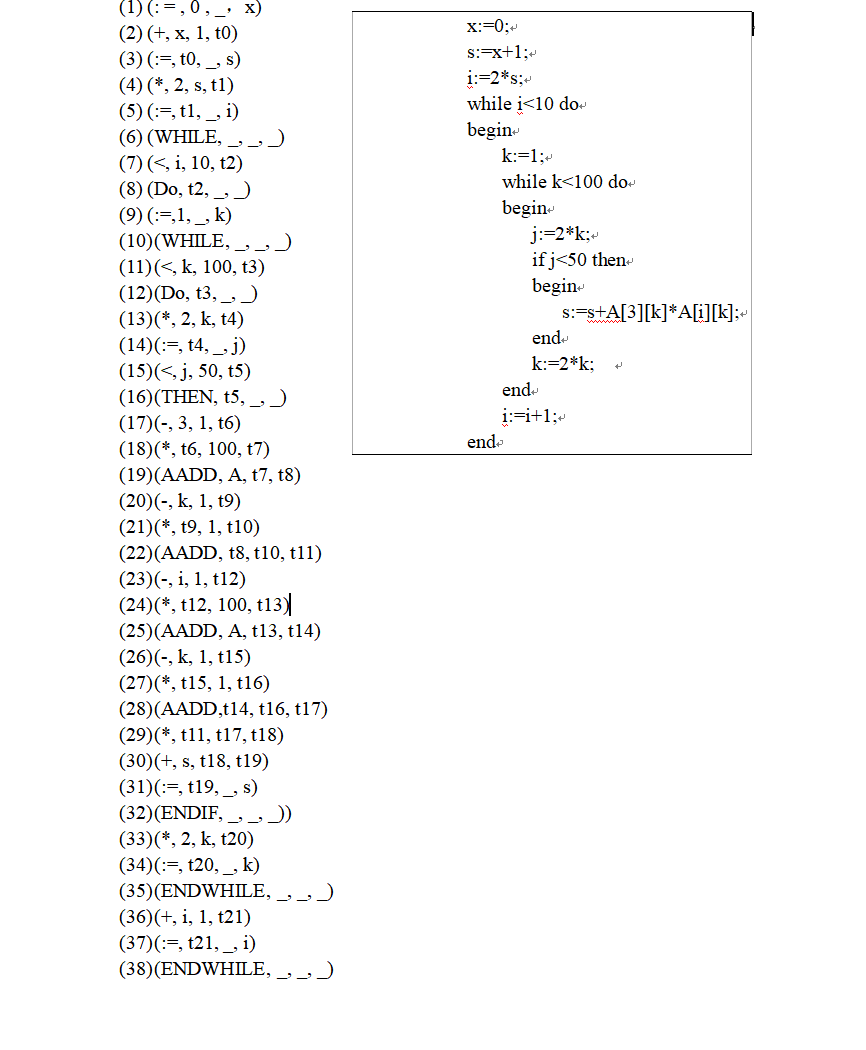 (1) (: = , 0 , _， x)
(2) (+, x, 1, t0)
(3) (:=, t0, _, s)
(4) (*, 2, s, t1)
(5) (:=, t1, _, i)
(6) (WHILE, _, _, _)
(7) (<, i, 10, t2)
(8) (Do, t2, _, _)
(9) (:=,1, _, k)
(10)(WHILE, _, _, _)
(11)(<, k, 100, t3)
(12)(Do, t3, _, _)
(13)(*, 2, k, t4)
(14)(:=, t4, _, j)
(15)(<, j, 50, t5)
(16)(THEN, t5, _, _)
(17)(-, 3, 1, t6)
(18)(*, t6, 100, t7)
(19)(AADD, A, t7, t8)
(20)(-, k, 1, t9)
(21)(*, t9, 1, t10)
(22)(AADD, t8, t10, t11)
(23)(-, i, 1, t12)
(24)(*, t12, 100, t13)
(25)(AADD, A, t13, t14)
(26)(-, k, 1, t15)
(27)(*, t15, 1, t16)
(28)(AADD,t14, t16, t17)
(29)(*, t11, t17, t18)
(30)(+, s, t18, t19)
(31)(:=, t19, _, s)
(32)(ENDIF, _, _, _))
(33)(*, 2, k, t20)
(34)(:=, t20, _, k)
(35)(ENDWHILE, _, _, _)
(36)(+, i, 1, t21)
(37)(:=, t21, _, i)
(38)(ENDWHILE, _, _, _)
x:=0;
s:=x+1;
i:=2*s;
while i<10 do
begin
k:=1;
while k<100 do
begin
j:=2*k;
if j<50 then
begin
s:=s+A[3][k]*A[i][k];
end
k:=2*k;
end
i:=i+1;
end